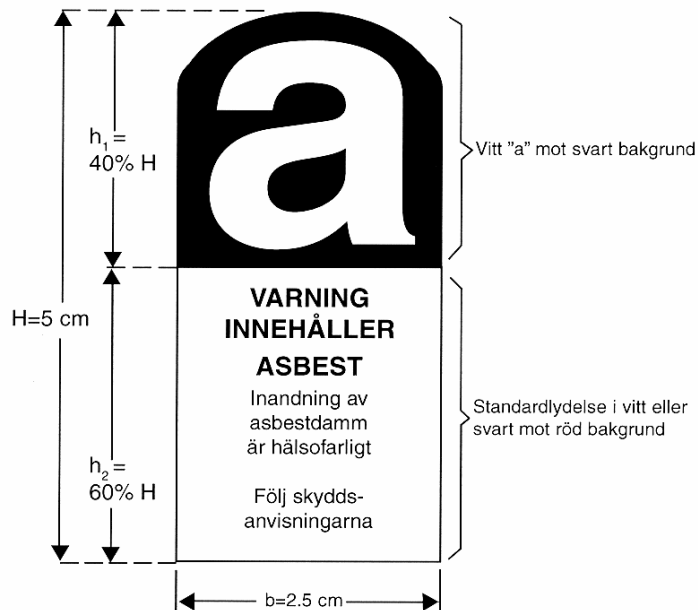 a
h₁ =
40% H
Vitt ”a” mot svart bakgrund
H=5 cm
VARNING
INNEHÅLLER
ASBEST
Inandning av
asbestdamm
är hälsofarligt
Följ skydds-
anvisningarna
h₂ =
60% H
Standardlydelse i vitt eller
svart mot röd bakgrund
b=2.5 cm